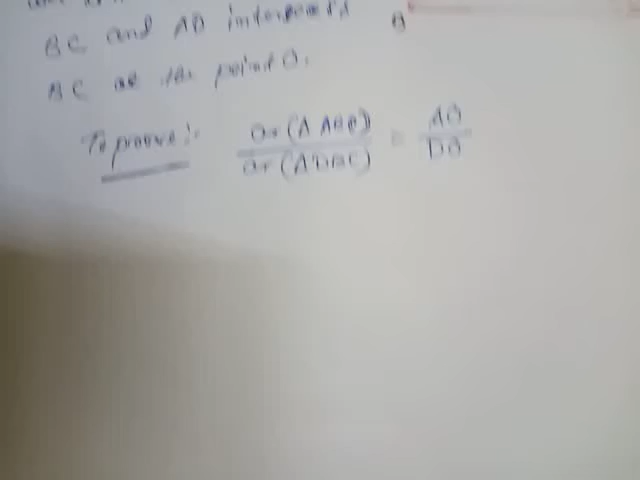 BC and AD intersects
BC at the point O.
To prove :- ar (Δ ABC) / ar (Δ DBC) = AO / DO